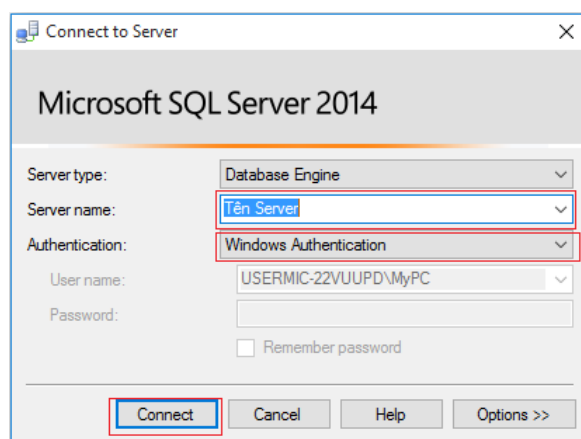 Connect to Server
Microsoft SQL Server 2014
Server type: Database Engine
Server name: Tên Server
Authentication: Windows Authentication
User name: USERMIC-22VUUPD\MyPC
Password:
Remember password
Connect Cancel Help Options >>